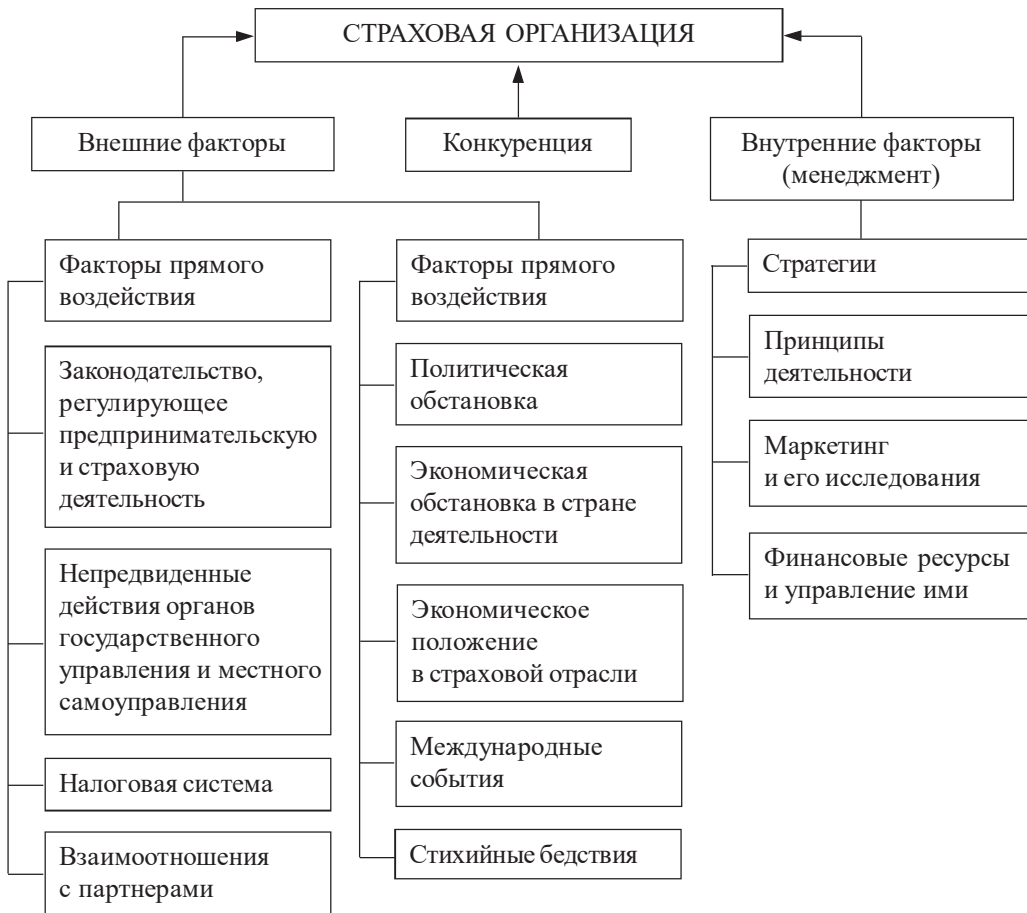 СТРАХОВАЯ ОРГАНИЗАЦИЯ
Внешние факторы
Конкуренция
Внутренние факторы
(менеджмент)
Факторы прямого
воздействия
Законодательство,
регулирующее
предпринимательскую
и страховую
деятельность
Непредвиденные
действия органов
государственного
управления и местного
самоуправления
Налоговая система
Взаимоотношения
с партнерами
Факторы прямого
воздействия
Политическая
обстановка
Экономическая
обстановка в стране
деятельности
Экономическое
положение
в страховой отрасли
Международные
события
Стихийные бедствия
Стратегии
Принципы
деятельности
Маркетинг
и его исследования
Финансовые ресурсы
и управление ими